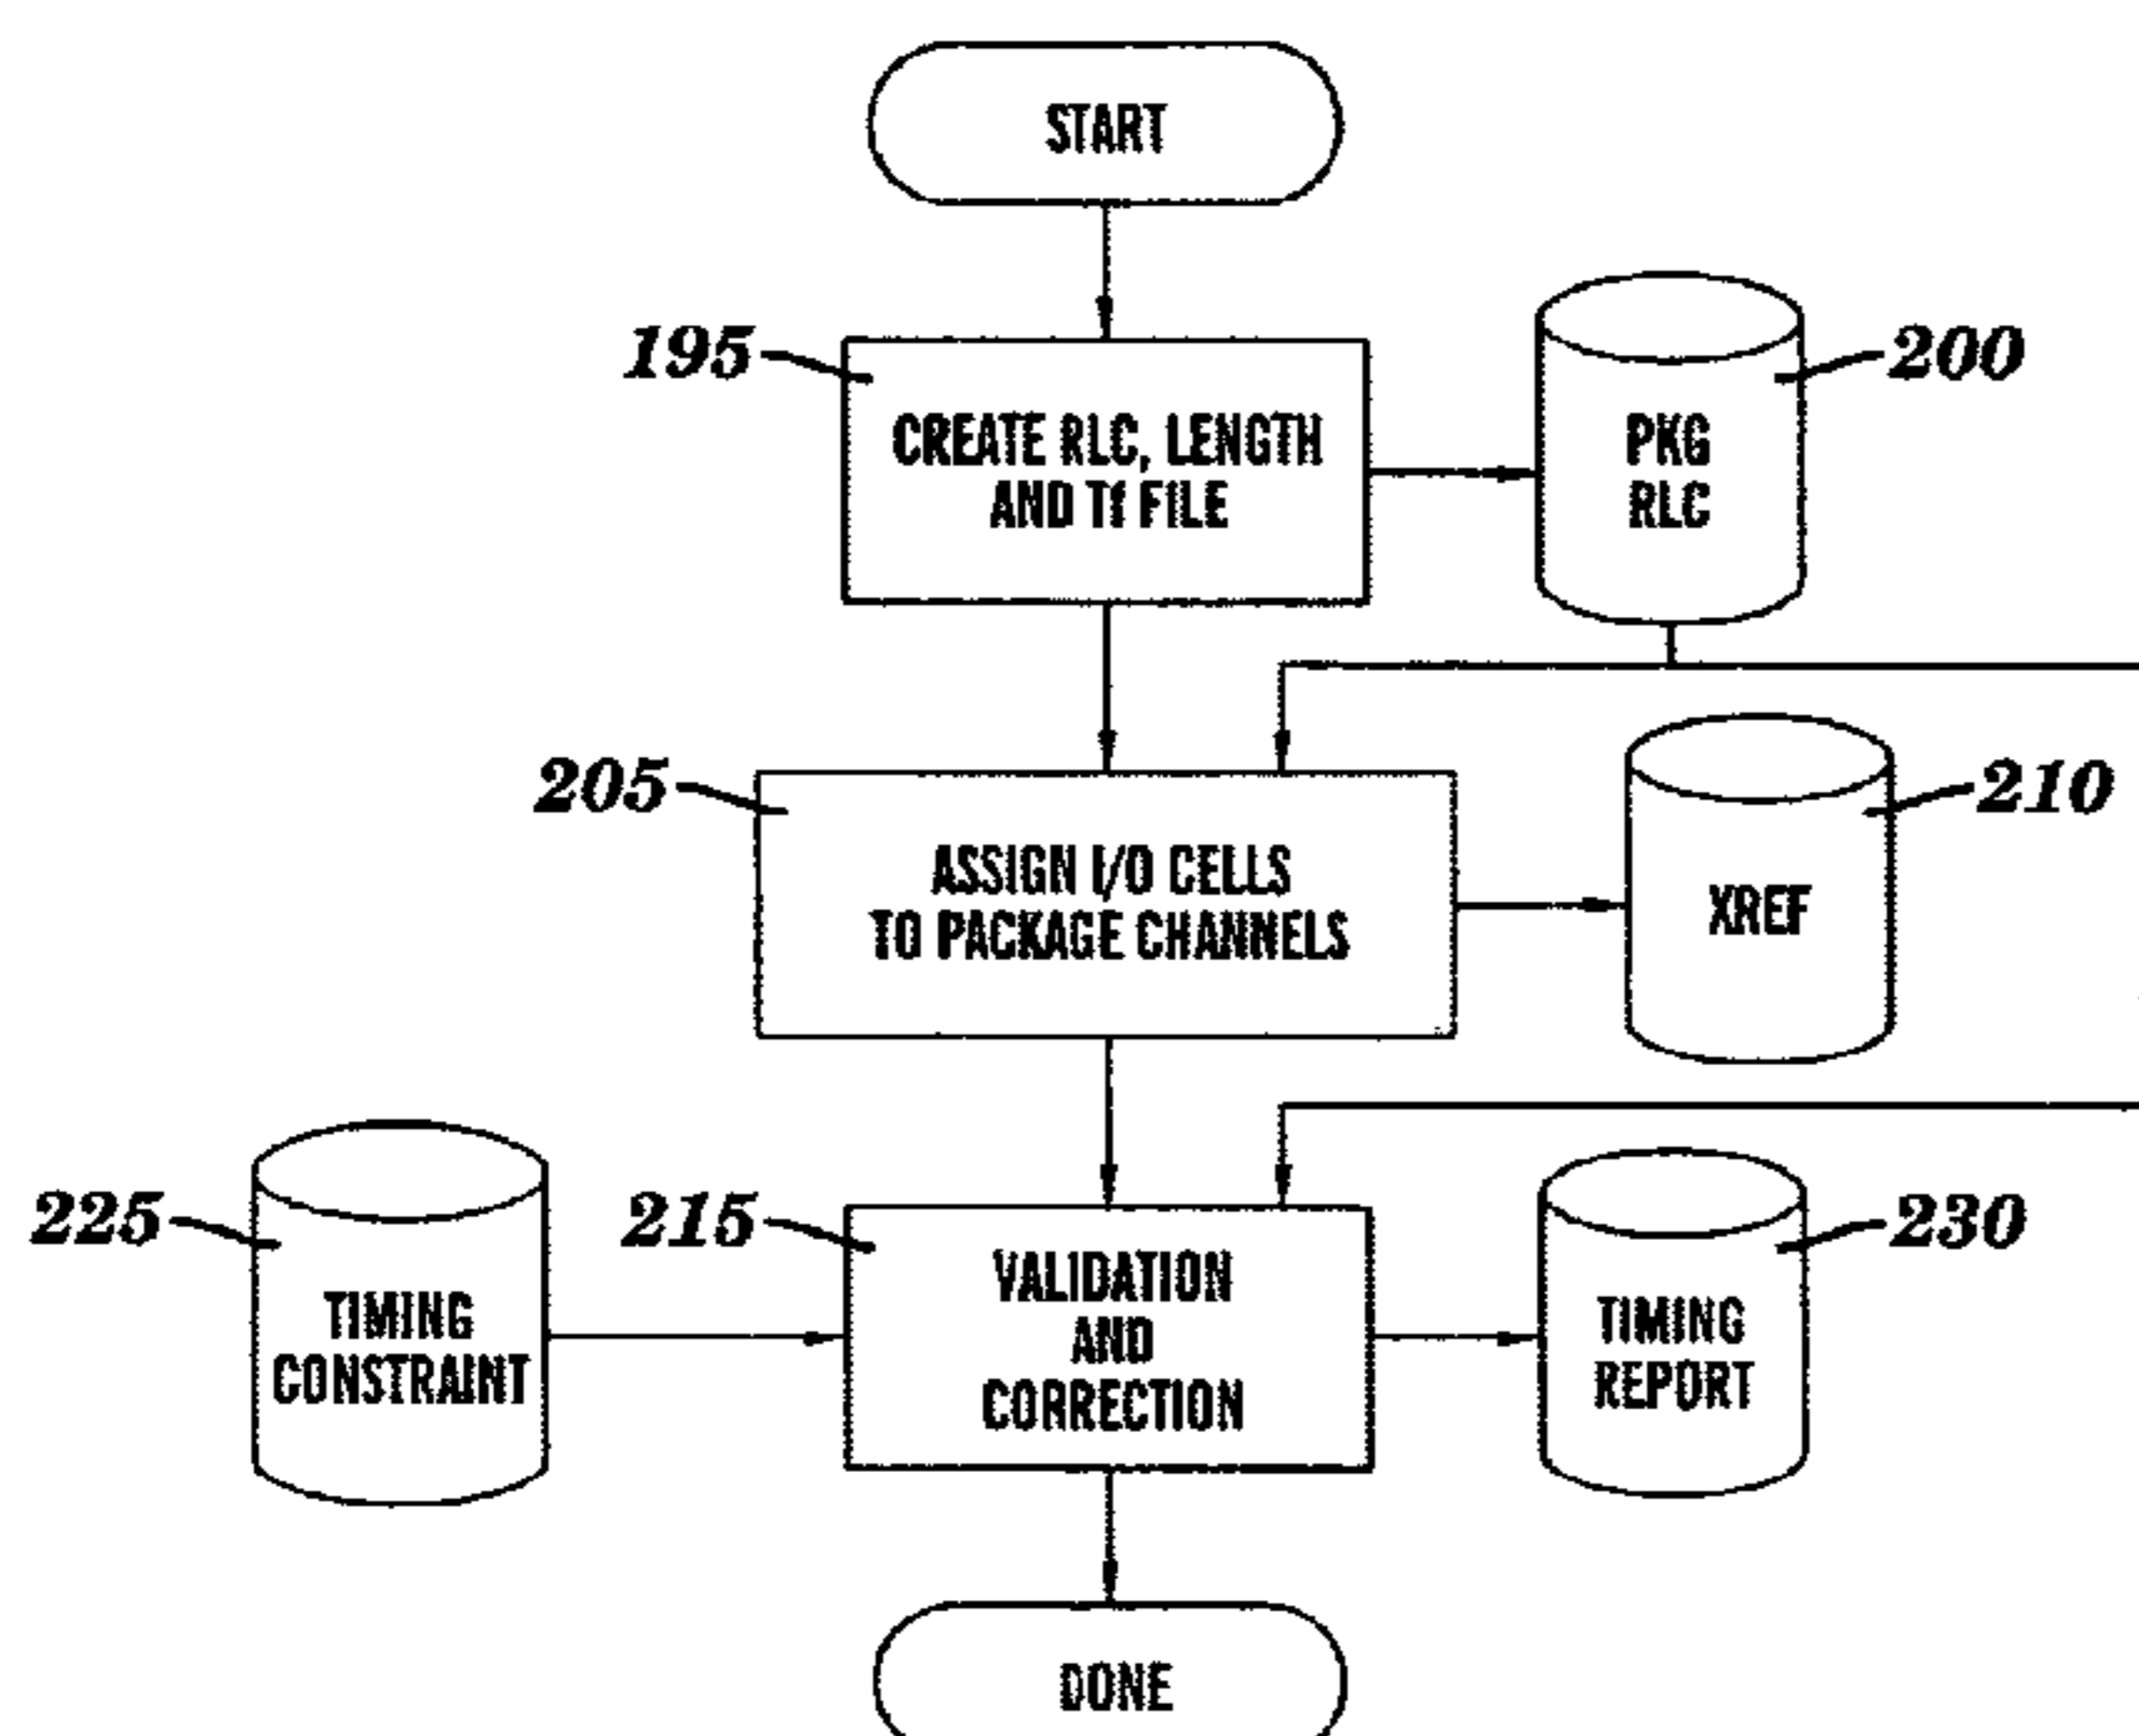 START
195
200
CREATE RLC, LENGTH
AND Tf FILE
PKG
RLC
205
210
ASSIGN I/O CELLS
TO PACKAGE CHANNELS
XREF
225
215
230
VALIDATION
AND
CORRECTION
TIMING
CONSTRAINT
TIMING
REPORT
DONE